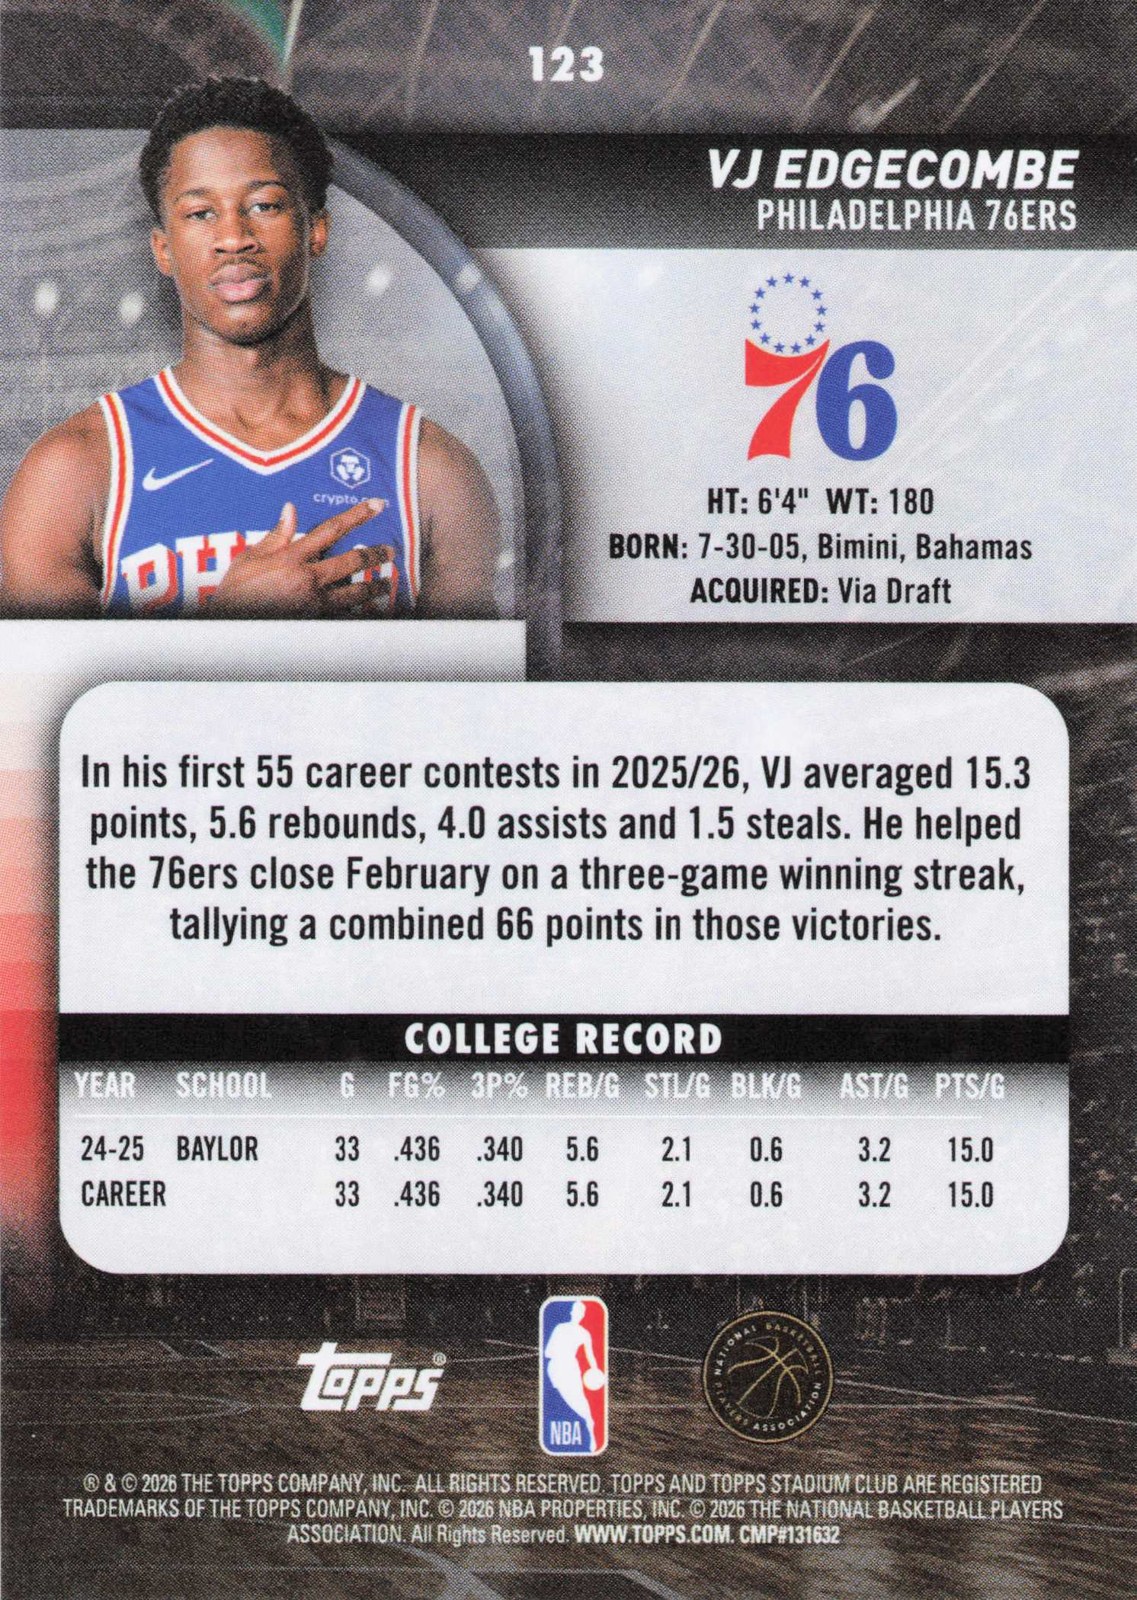 123
VJ EDGECOMBE
PHILADELPHIA 76ERS
76
HT: 6'4" WT: 180
BORN: 7-30-05, Bimini, Bahamas
ACQUIRED: Via Draft
crypto
PH
In his first 55 career contests in 2025/26, VJ averaged 15.3
points, 5.6 rebounds, 4.0 assists and 1.5 steals. He helped
the 76ers close February on a three-game winning streak,
tallying a combined 66 points in those victories.
COLLEGE RECORD
YEAR SCHOOL G FG% 3P% REB/G STL/G BLK/G AST/G PTS/G
24-25 BAYLOR 33 .436 .340 5.6 2.1 0.6 3.2 15.0
CAREER 33 .436 .340 5.6 2.1 0.6 3.2 15.0
topps®
NBA
NATIONAL BASKETBALL PLAYERS ASSOCIATION
® & © 2026 THE TOPPS COMPANY, INC. ALL RIGHTS RESERVED. TOPPS AND TOPPS STADIUM CLUB ARE REGISTERED
TRADEMARKS OF THE TOPPS COMPANY, INC. © 2026 NBA PROPERTIES, INC. © 2026 THE NATIONAL BASKETBALL PLAYERS
ASSOCIATION. All Rights Reserved. WWW.TOPPS.COM. CMP#131632